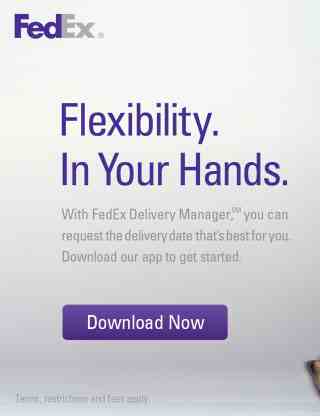 FedEx®
Flexibility.
In Your Hands.
With FedEx Delivery Manager,℠ you can
request the delivery date that's best for you.
Download our app to get started.
Download Now
Terms, restrictions and fees apply.